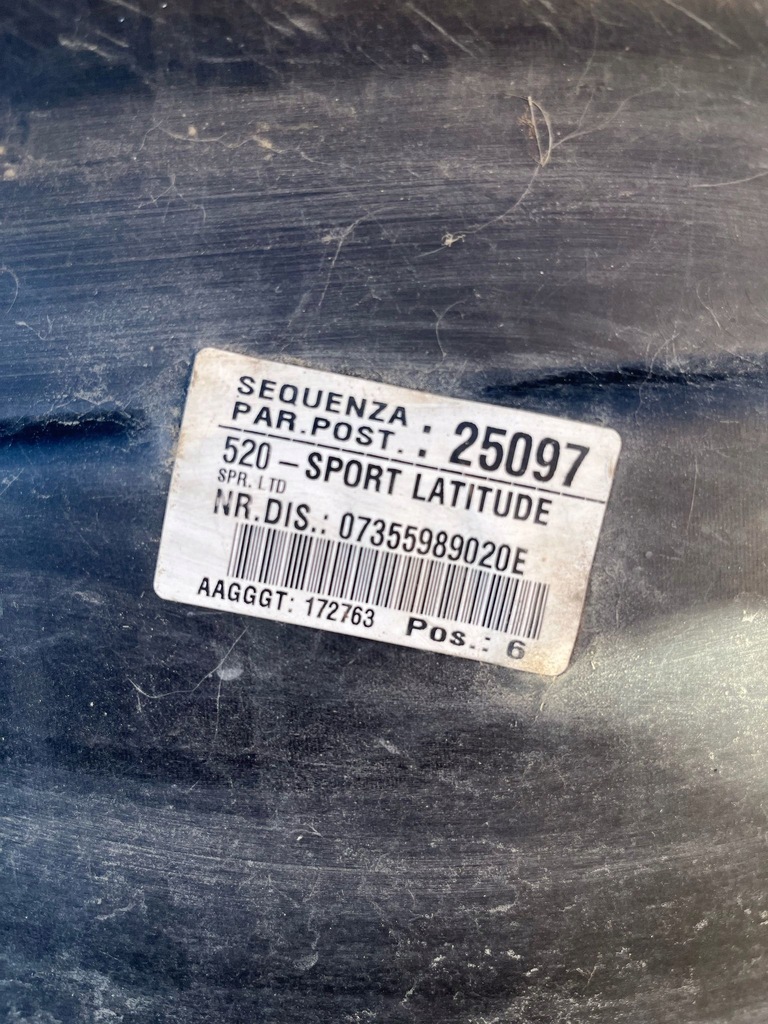 SEQUENZA
PAR.POST. : 25097
520 - SPORT LATITUDE
SPR. LTD
NR.DIS.: 07355989020E
AAGGGT: 172763 Pos.: 6